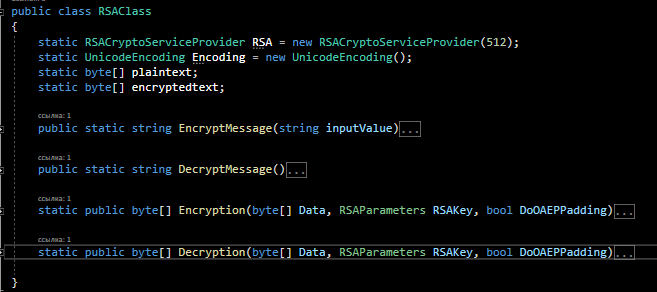 public class RSAClass
{
static RSACryptoServiceProvider RSA = new RSACryptoServiceProvider(512);
static UnicodeEncoding Encoding = new UnicodeEncoding();
static byte[] plaintext;
static byte[] encryptedtext;
ссылка: 1
public static string EncryptMessage(string inputValue)...
ссылка: 1
public static string DecryptMessage()...
ссылка: 1
static public byte[] Encryption(byte[] Data, RSAParameters RSAKey, bool DoOAEPPadding)...
ссылка: 1
static public byte[] Decryption(byte[] Data, RSAParameters RSAKey, bool DoOAEPPadding)...
}